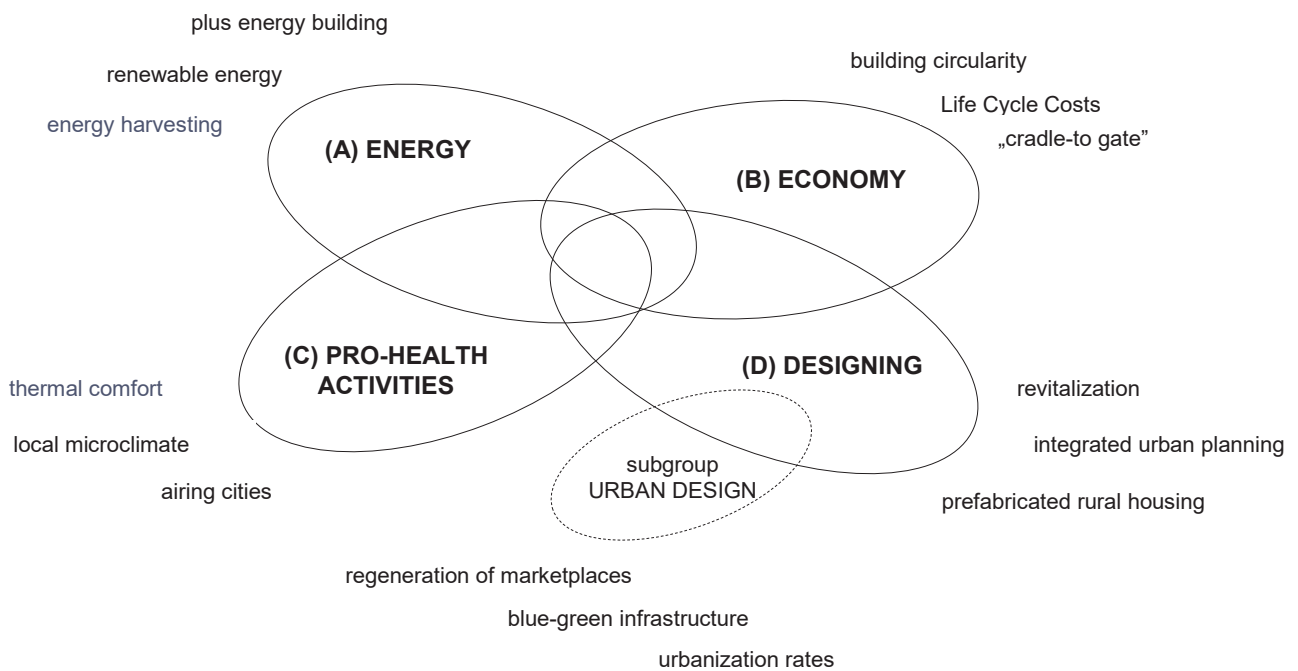 plus energy building
renewable energy
energy harvesting
building circularity
Life Cycle Costs
„cradle-to gate”
(A) ENERGY
(B) ECONOMY
(C) PRO-HEALTH
ACTIVITIES
(D) DESIGNING
thermal comfort
local microclimate
airing cities
revitalization
integrated urban planning
prefabricated rural housing
subgroup
URBAN DESIGN
regeneration of marketplaces
blue-green infrastructure
urbanization rates